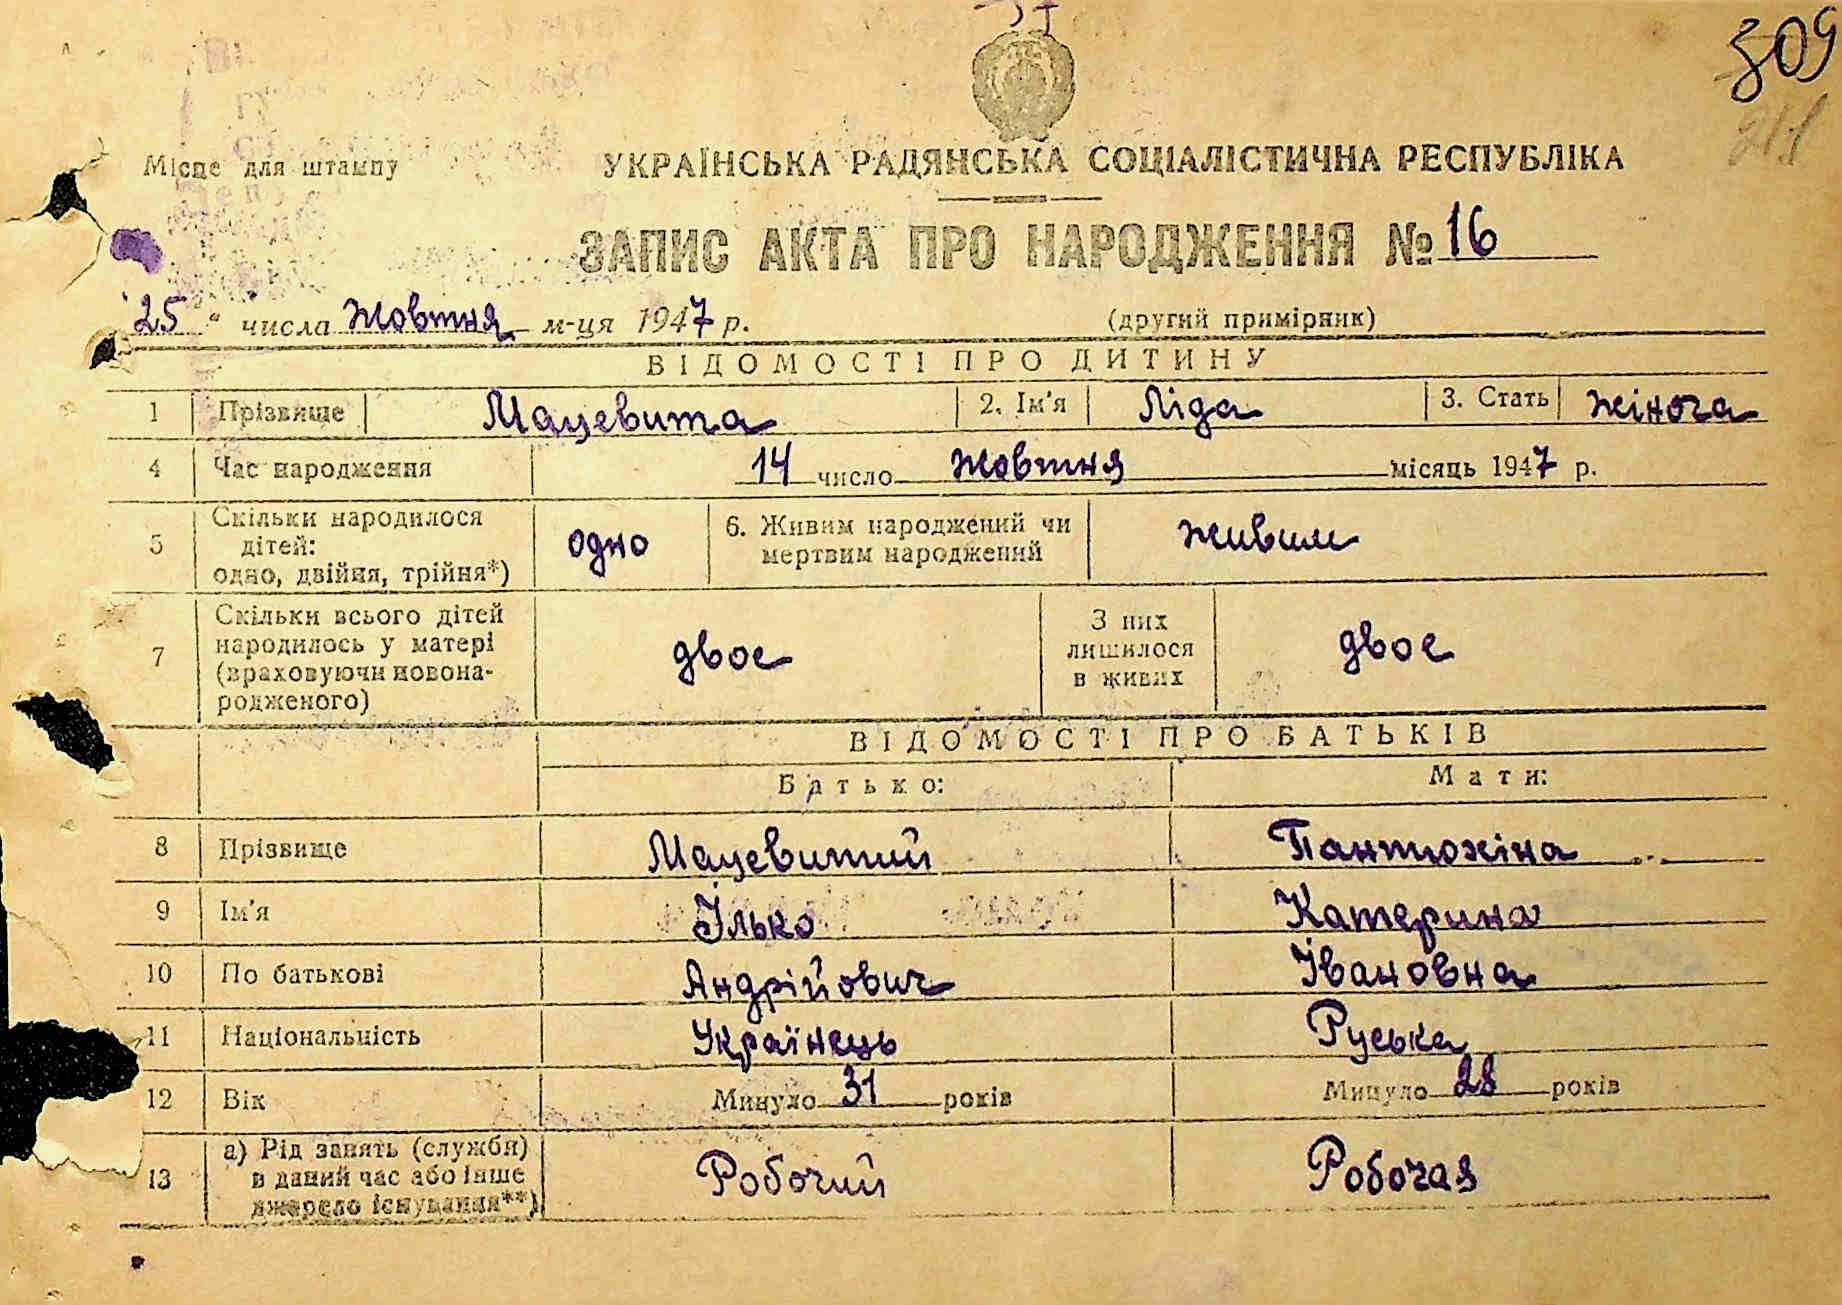 309
211
Місце для штампу
УКРАЇНСЬКА РАДЯНСЬКА СОЦІАЛІСТИЧНА РЕСПУБЛІКА
ЗАПИС АКТА ПРО НАРОДЖЕННЯ № 16
"25" числа Жовтня м-ця 1947 р. (другий примірник)
ВІДОМОСТІ ПРО ДИТИНУ
1 Прізвище Мацевита 2. Ім'я Ліда 3. Стать жіноча
4 Час народження 14 число Жовтня місяць 1947 р.
5 Скільки народилося дітей: одно, двійня, трійня*) одно 6. Живим народжений чи мертвим народжений живим
7 Скільки всього дітей народилось у матері (враховуючи новонародженого) двое З них лишилося в живих двое
ВІДОМОСТІ ПРО БАТЬКІВ
Батько: Мати:
8 Прізвище Мацевитий Пантюхіна
9 Ім'я Ілько Катерина
10 По батькові Андрійович Івановна
11 Національність Українець Руська
12 Вік Минуло 31 років Минуло 28 років
13 а) Рід занять (служби) в даний час або інше джерело існування**) Робочий Робочая